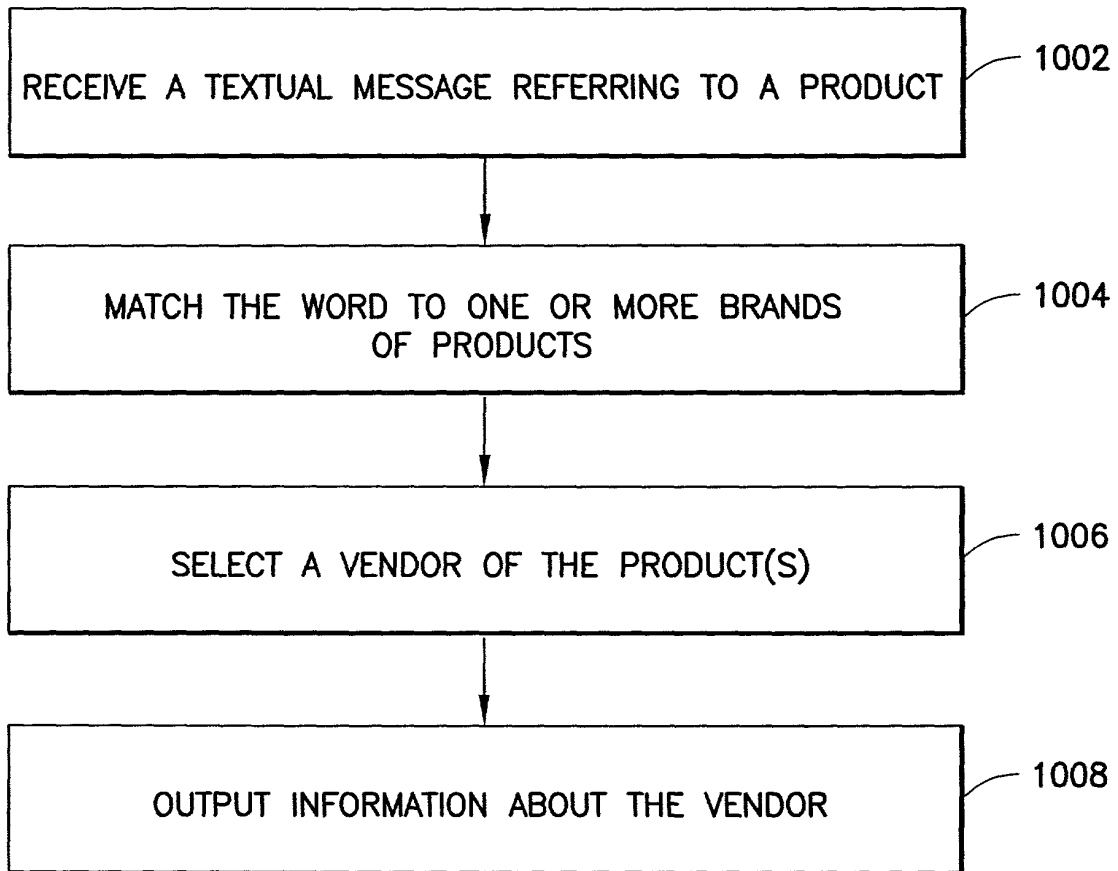 RECEIVE A TEXTUAL MESSAGE REFERRING TO A PRODUCT
1002
MATCH THE WORD TO ONE OR MORE BRANDS
OF PRODUCTS
1004
SELECT A VENDOR OF THE PRODUCT(S)
1006
OUTPUT INFORMATION ABOUT THE VENDOR
1008